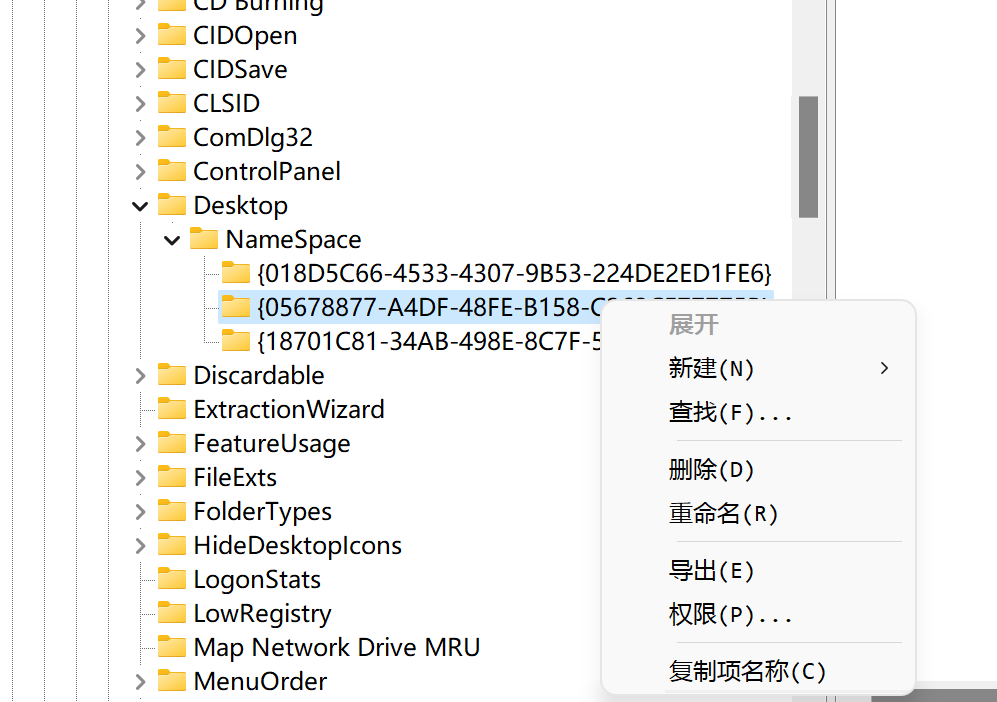 CD Burning
CIDOpen
CIDSave
CLSID
ComDlg32
ControlPanel
Desktop
NameSpace
{018D5C66-4533-4307-9B53-224DE2ED1FE6}
{05678877-A4DF-48FE-B158-
{18701C81-34AB-498E-8C7F-5
Discardable
ExtractionWizard
FeatureUsage
FileExts
FolderTypes
HideDesktopIcons
LogonStats
LowRegistry
Map Network Drive MRU
MenuOrder
展开
新建(N)
查找(F)...
删除(D)
重命名(R)
导出(E)
权限(P)...
复制项名称(C)